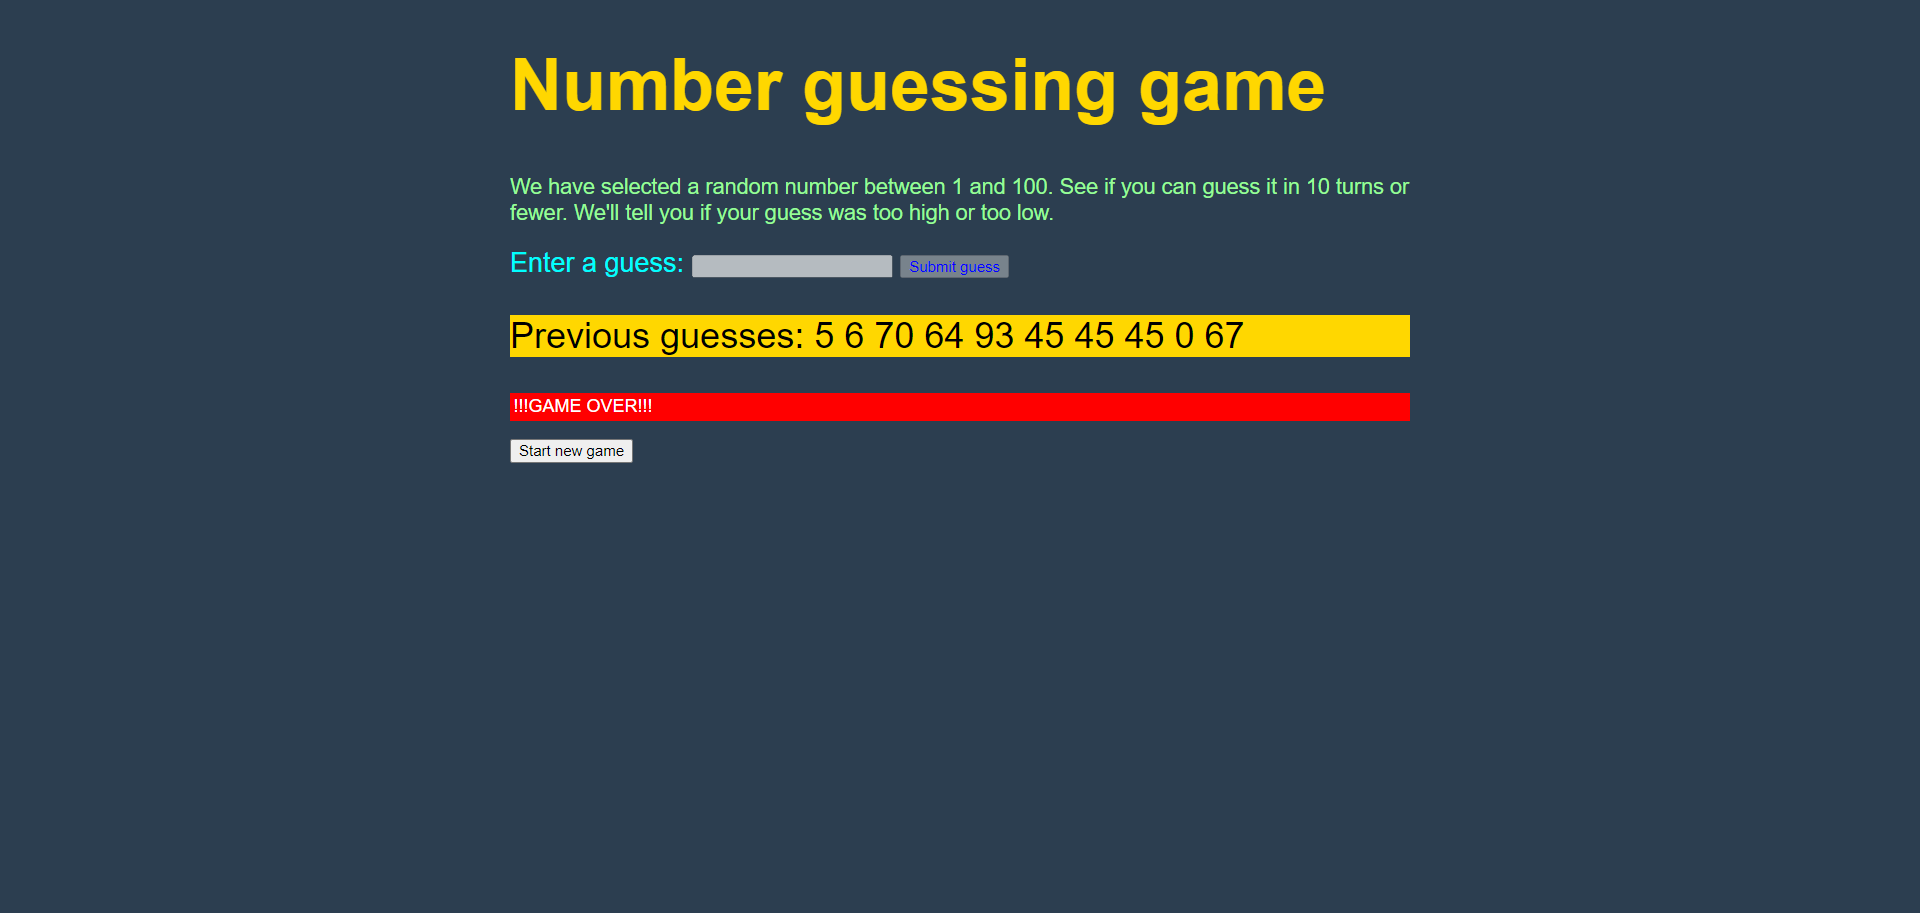 Number guessing game
We have selected a random number between 1 and 100. See if you can guess it in 10 turns or
fewer. We'll tell you if your guess was too high or too low.
Enter a guess: Submit guess
Previous guesses: 5 6 70 64 93 45 45 45 0 67
!!!GAME OVER!!!
Start new game